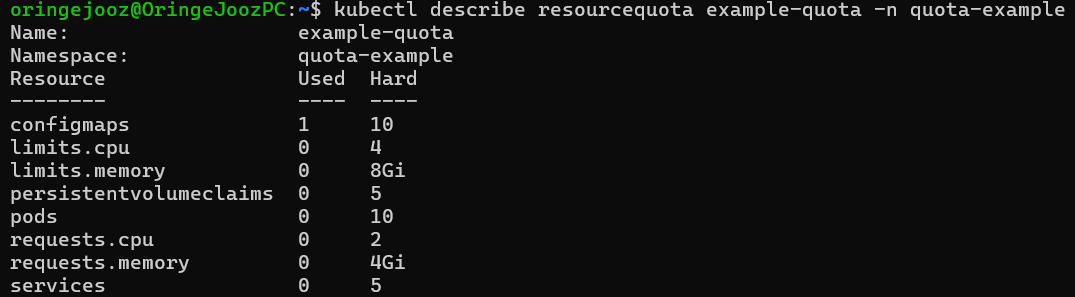 oringejooz@OringeJoozPC:~$ kubectl describe resourcequota example-quota -n quota-example
Name:                   example-quota
Namespace:              quota-example
Resource                Used  Hard
--------                ----  ----
configmaps              1     10
limits.cpu              0     4
limits.memory           0     8Gi
persistentvolumeclaims  0     5
pods                    0     10
requests.cpu            0     2
requests.memory         0     4Gi
services                0     5